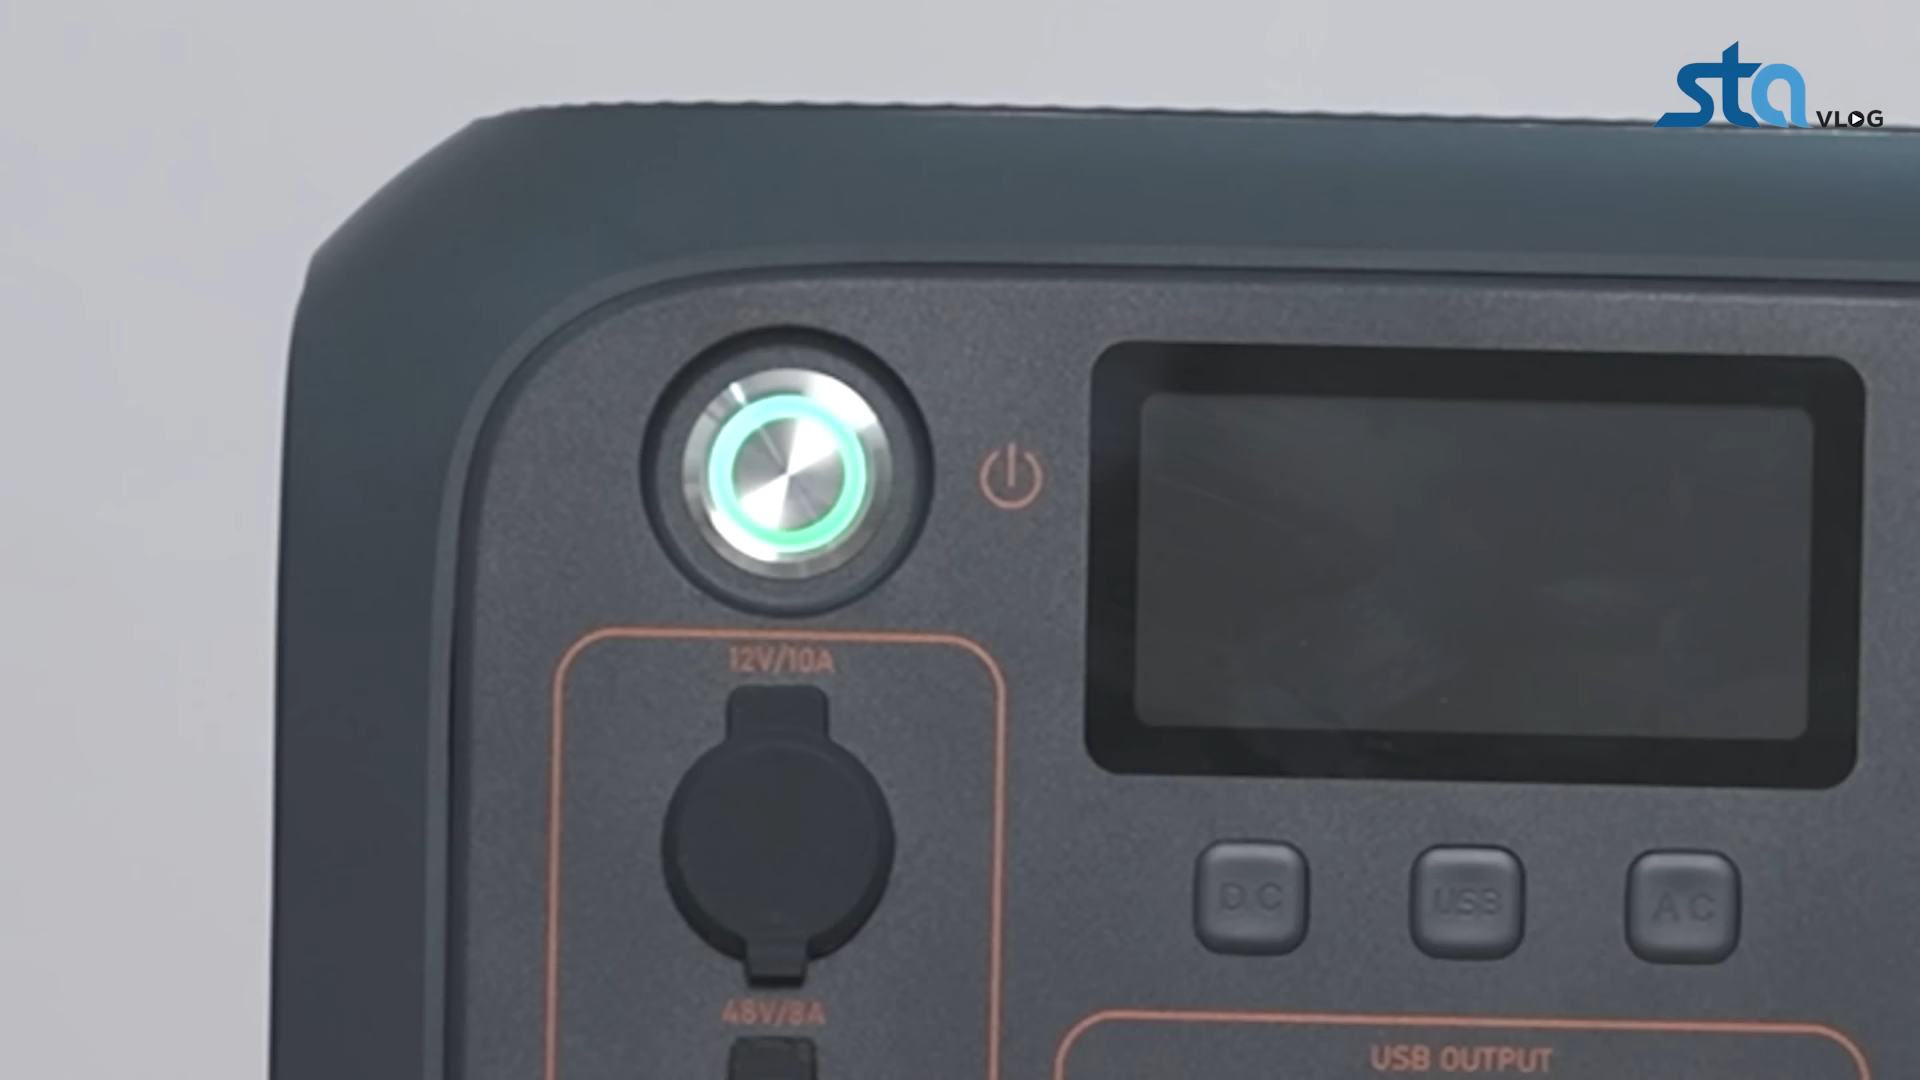 sta VLOG
12V/10A
DC
USB
AC
48V/8A
USB OUTPUT